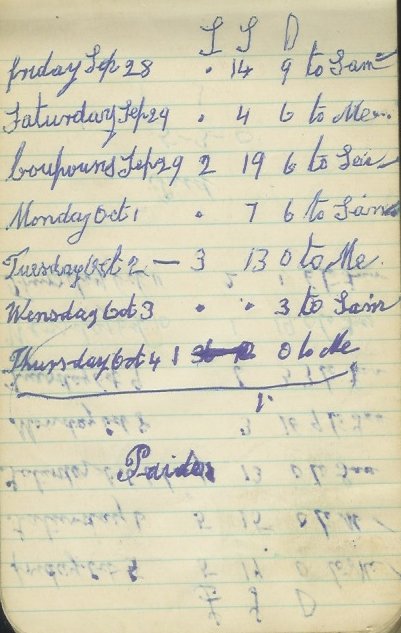 £ S D
friday Sep 28 . 14 9 to Sam
Saturday Sep 29 . 4 6 to Me.
Coupouns Sep 29 2 19 6 to
Monday Oct 1 . 7 6 to Sam
Tuesday Oct 2 — 3 13 0 to Me.
Wensday Oct 3 . . 3 to Sam
Thursday Oct 4 1 0 to Me
Paid